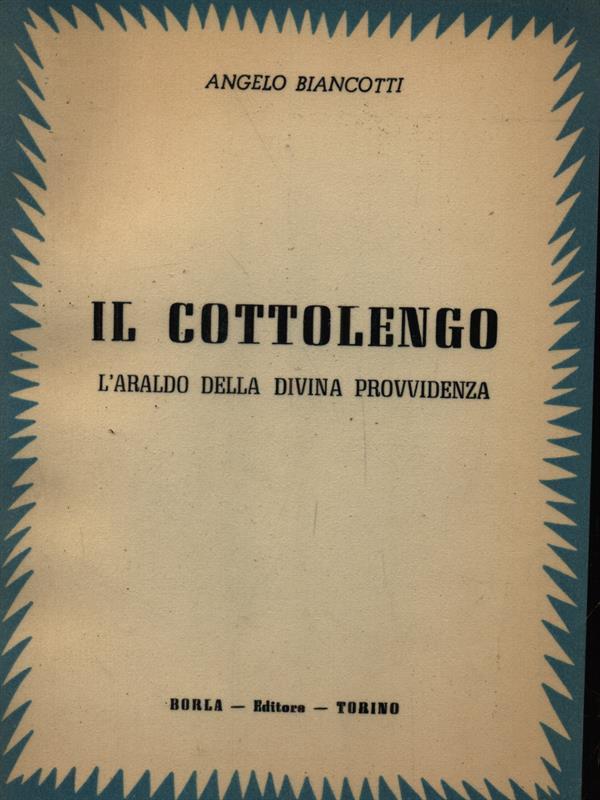 ANGELO BIANCOTTI
IL COTTOLENGO
L'ARALDO DELLA DIVINA PROVVIDENZA
BORLA — Editore — TORINO